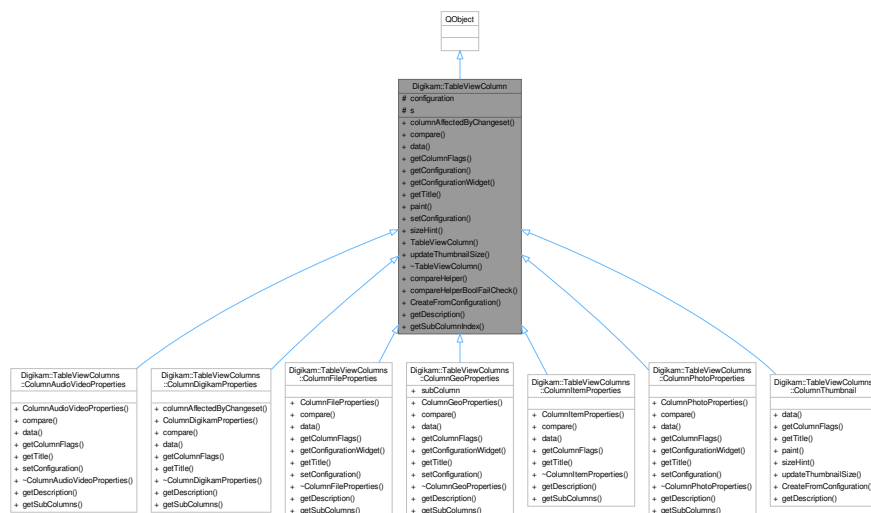 QObject
Digikam::TableViewColumn
# configuration
# s
+ columnAffectedByChangeset()
+ compare()
+ data()
+ getColumnFlags()
+ getConfiguration()
+ getConfigurationWidget()
+ getTitle()
+ paint()
+ setConfiguration()
+ sizeHint()
+ TableViewColumn()
+ updateThumbnailSize()
+ ~TableViewColumn()
+ compareHelper()
+ compareHelperBoolFailCheck()
+ CreateFromConfiguration()
+ getDescription()
+ getSubColumnIndex()
Digikam::TableViewColumns
::ColumnAudioVideoProperties
+ ColumnAudioVideoProperties()
+ compare()
+ data()
+ getColumnFlags()
+ getTitle()
+ setConfiguration()
+ ~ColumnAudioVideoProperties()
+ getDescription()
+ getSubColumns()
Digikam::TableViewColumns
::ColumnDigikamProperties
+ columnAffectedByChangeset()
+ ColumnDigikamProperties()
+ compare()
+ data()
+ getColumnFlags()
+ getTitle()
+ ~ColumnDigikamProperties()
+ getDescription()
+ getSubColumns()
Digikam::TableViewColumns
::ColumnFileProperties
+ ColumnFileProperties()
+ compare()
+ data()
+ getColumnFlags()
+ getConfigurationWidget()
+ getTitle()
+ setConfiguration()
+ ~ColumnFileProperties()
+ getDescription()
+ getSubColumns()
Digikam::TableViewColumns
::ColumnGeoProperties
+ subColumn
+ ColumnGeoProperties()
+ compare()
+ data()
+ getColumnFlags()
+ getConfigurationWidget()
+ getTitle()
+ setConfiguration()
+ ~ColumnGeoProperties()
+ getDescription()
+ getSubColumns()
Digikam::TableViewColumns
::ColumnItemProperties
+ ColumnItemProperties()
+ compare()
+ data()
+ getColumnFlags()
+ getTitle()
+ ~ColumnItemProperties()
+ getDescription()
+ getSubColumns()
Digikam::TableViewColumns
::ColumnPhotoProperties
+ ColumnPhotoProperties()
+ compare()
+ data()
+ getColumnFlags()
+ getConfigurationWidget()
+ getTitle()
+ setConfiguration()
+ ~ColumnPhotoProperties()
+ getDescription()
+ getSubColumns()
Digikam::TableViewColumns
::ColumnThumbnail
+ data()
+ getColumnFlags()
+ getTitle()
+ paint()
+ sizeHint()
+ updateThumbnailSize()
+ CreateFromConfiguration()
+ getDescription()